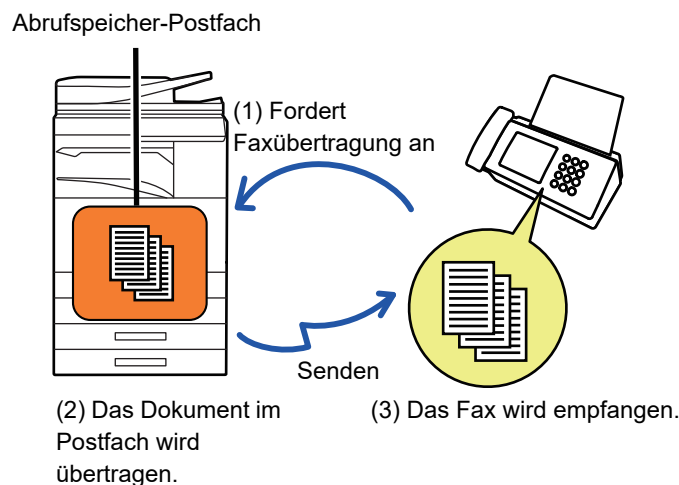 Abrufspeicher-Postfach
(1) Fordert
Faxübertragung an
Senden
(2) Das Dokument im
Postfach wird
übertragen.
(3) Das Fax wird empfangen.